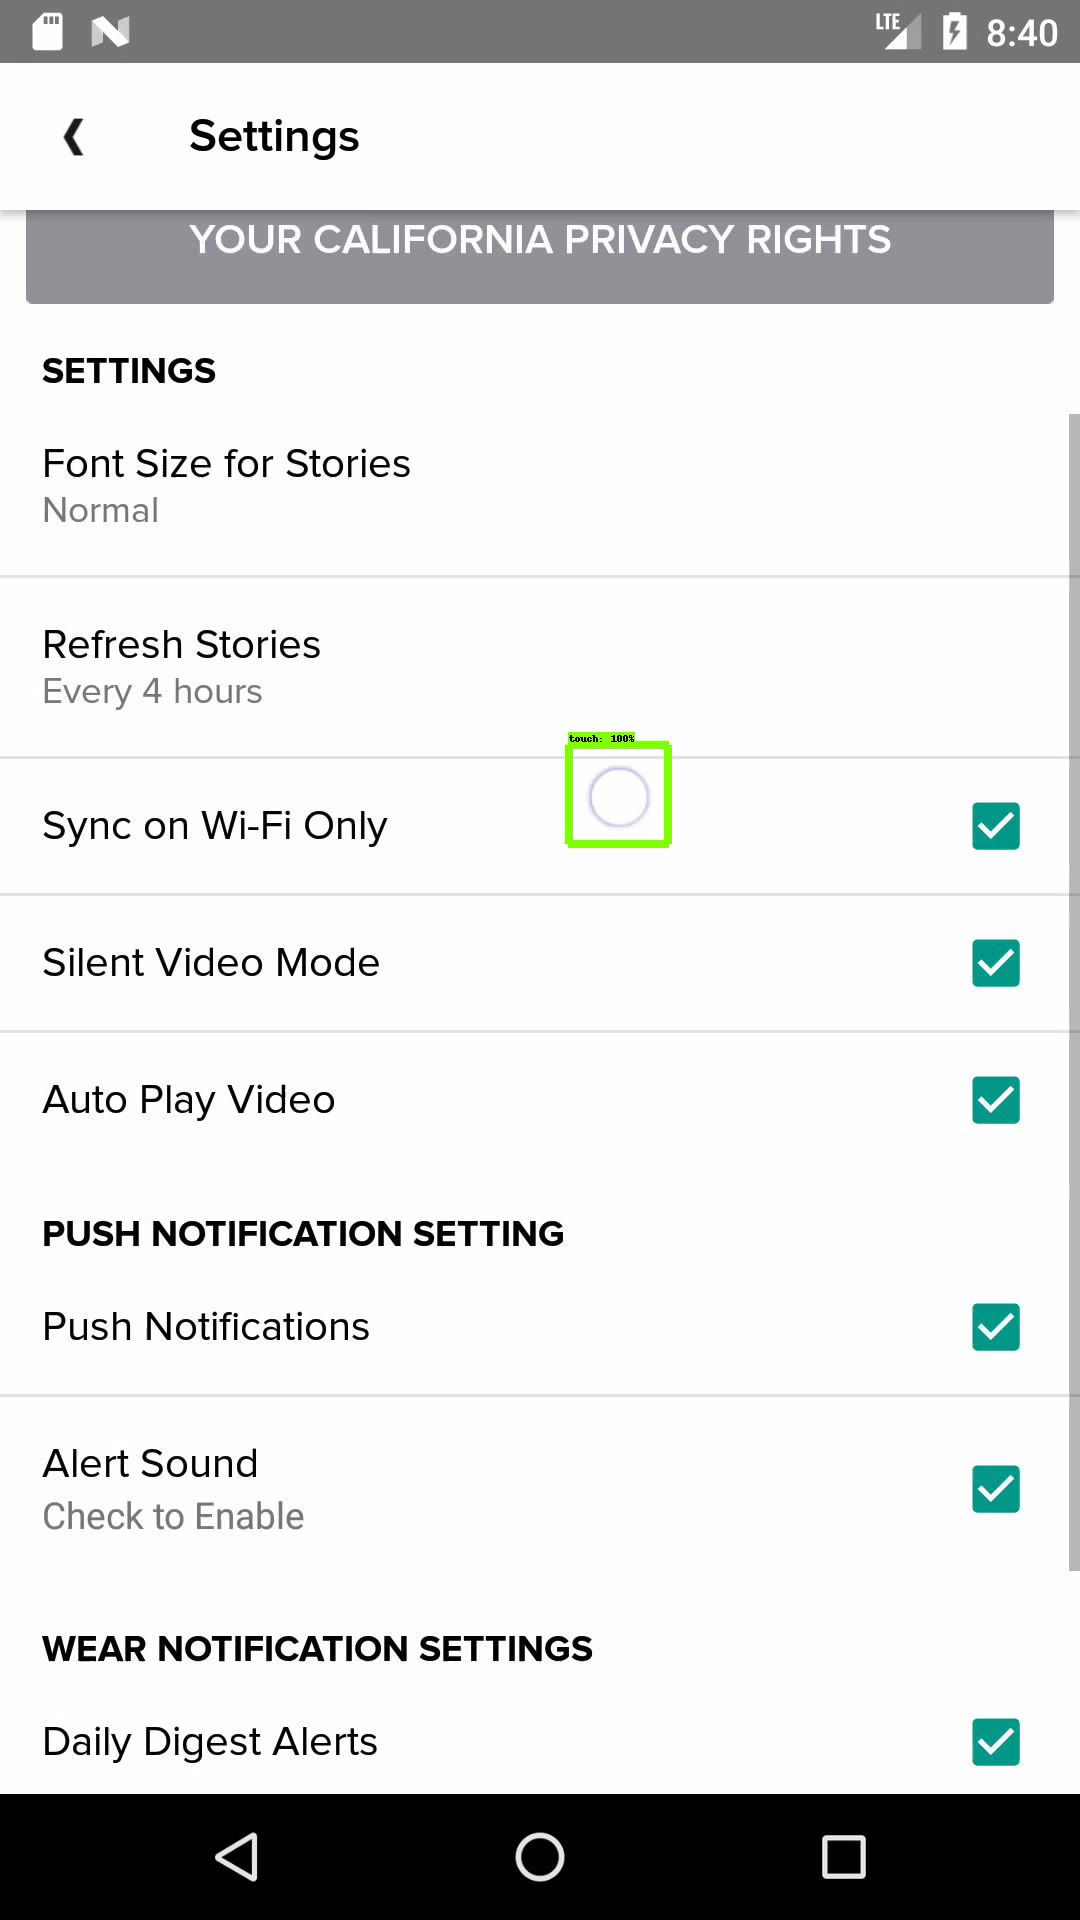 LTE 8:40
Settings
YOUR CALIFORNIA PRIVACY RIGHTS
SETTINGS
Font Size for Stories
Normal
Refresh Stories
Every 4 hours
touch: 100%
Sync on Wi-Fi Only
Silent Video Mode
Auto Play Video
PUSH NOTIFICATION SETTING
Push Notifications
Alert Sound
Check to Enable
WEAR NOTIFICATION SETTINGS
Daily Digest Alerts